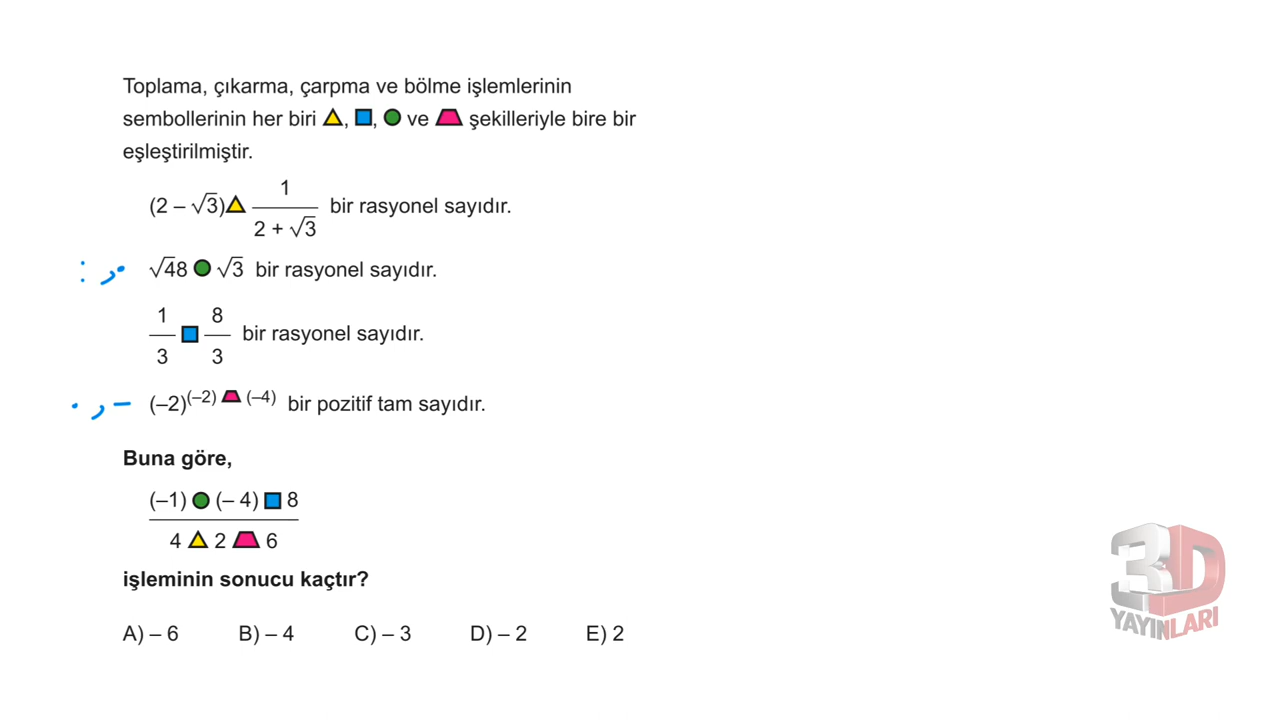 Toplama, çıkarma, çarpma ve bölme işlemlerinin
sembollerinin her biri , , ve şekilleriyle bire bir
eşleştirilmiştir.
(2 – √3) 1/(2 + √3) bir rasyonel sayıdır.
: , · √48 √3 bir rasyonel sayıdır.
1/3 8/3 bir rasyonel sayıdır.
· , – (–2)^((–2) (–4)) bir pozitif tam sayıdır.
Buna göre,
(–1) (– 4) 8
4 2 6
işleminin sonucu kaçtır?
A) – 6 B) – 4 C) – 3 D) – 2 E) 2
3D
YAYINLARI